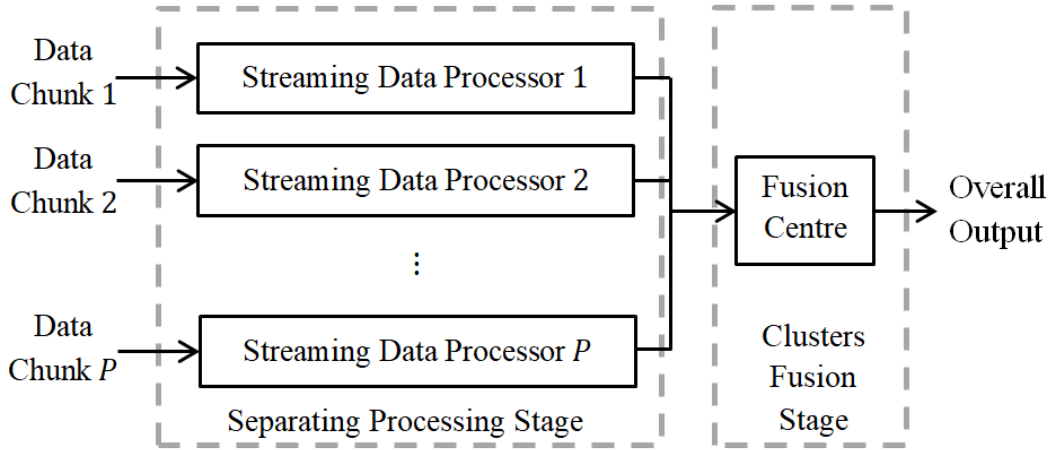 Data
Chunk 1
Streaming Data Processor 1
Data
Chunk 2
Streaming Data Processor 2
⋮
Data
Chunk P
Streaming Data Processor P
Separating Processing Stage
Fusion
Centre
Clusters
Fusion
Stage
Overall
Output